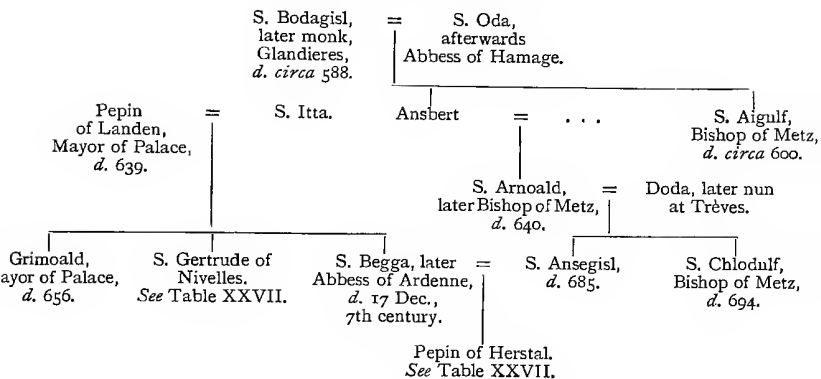 S. Bodagisl, = S. Oda,
later monk, afterwards
Glandieres, Abbess of Hamage.
d. circa 588.
Pepin = S. Itta. Ansbert = . . . S. Aigulf,
of Landen, Bishop of Metz,
Mayor of Palace, d. circa 600.
d. 639.
S. Arnoald, = Doda, later nun
later Bishop of Metz, at Trèves.
d. 640.
Grimoald, S. Gertrude of S. Begga, later = S. Ansegisl, S. Chlodulf,
ayor of Palace, Nivelles. Abbess of Ardenne, d. 685. Bishop of Metz,
d. 656. See Table XXVII. d. 17 Dec., d. 694.
7th century.
Pepin of Herstal.
See Table XXVII.